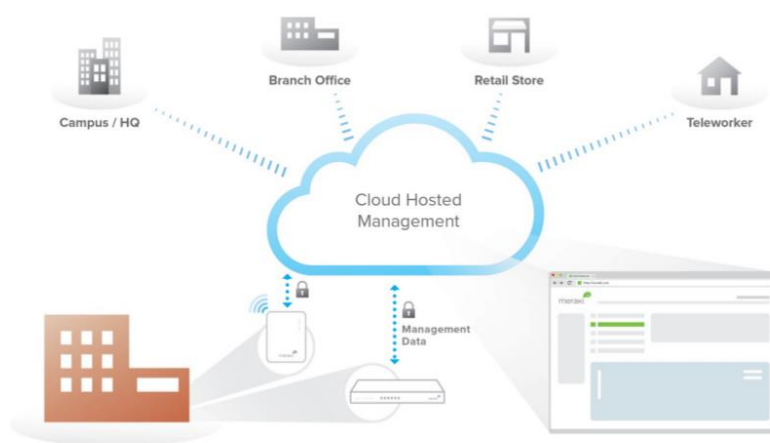 Branch Office
Retail Store
Campus / HQ
Teleworker
Cloud Hosted
Management
Management
Data
meraki